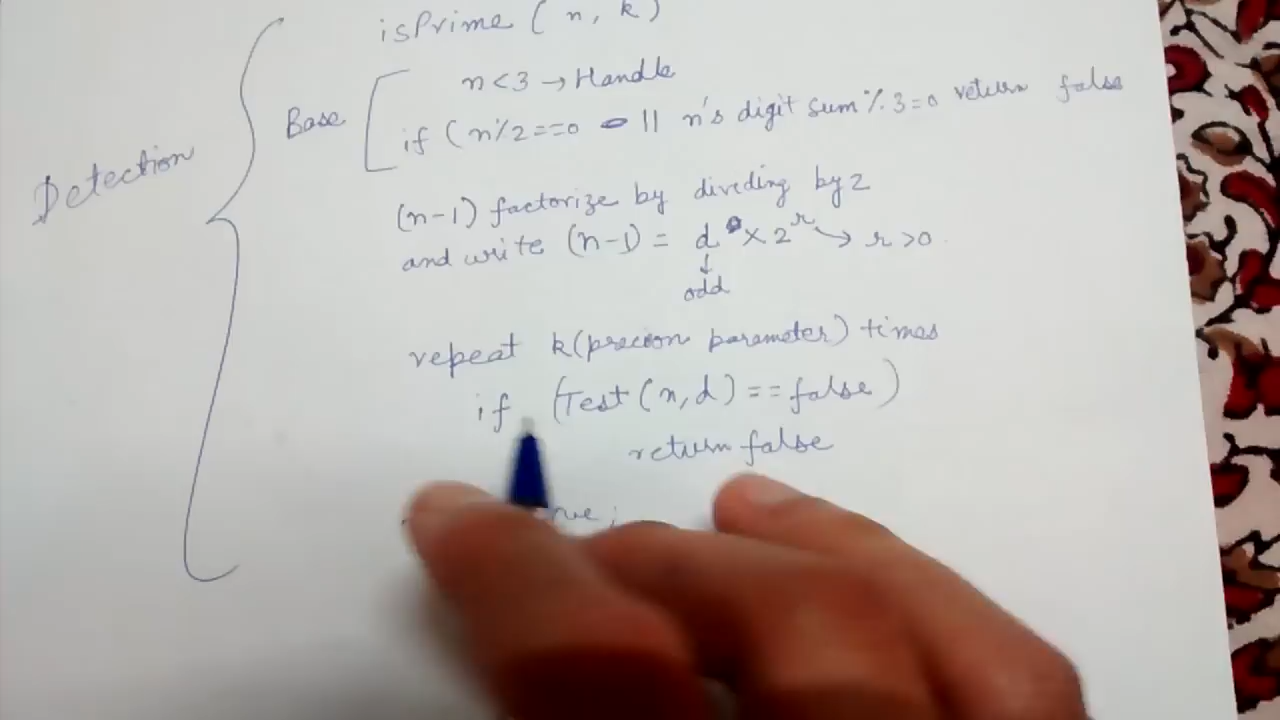 isPrime ( n, k )
n<3 → Handle
Base
if ( n%2==0 || n's digit sum % 3=0 return false
Detection
(n-1) factorize by dividing by 2
and write (n-1) = d × 2^r → r >0
↓
odd
repeat k(precion parameter) times
if (Test (n,d) == false)
return false